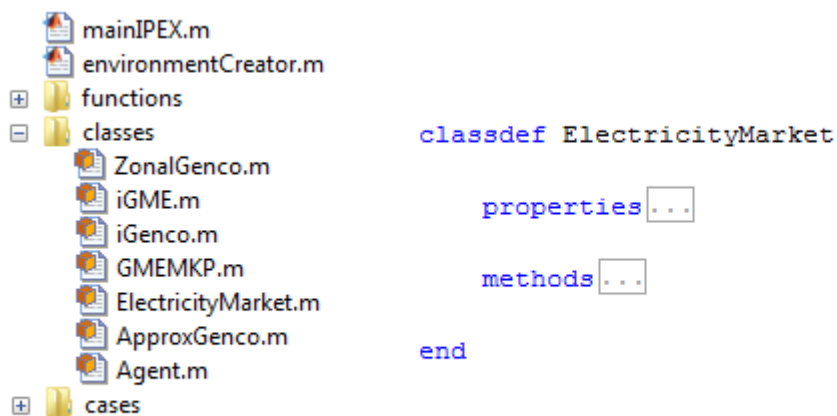 mainIPEX.m
environmentCreator.m
functions
classes
ZonalGenco.m
iGME.m
iGenco.m
GMEMKP.m
ElectricityMarket.m
ApproxGenco.m
Agent.m
cases
classdef ElectricityMarket
properties...
methods...
end